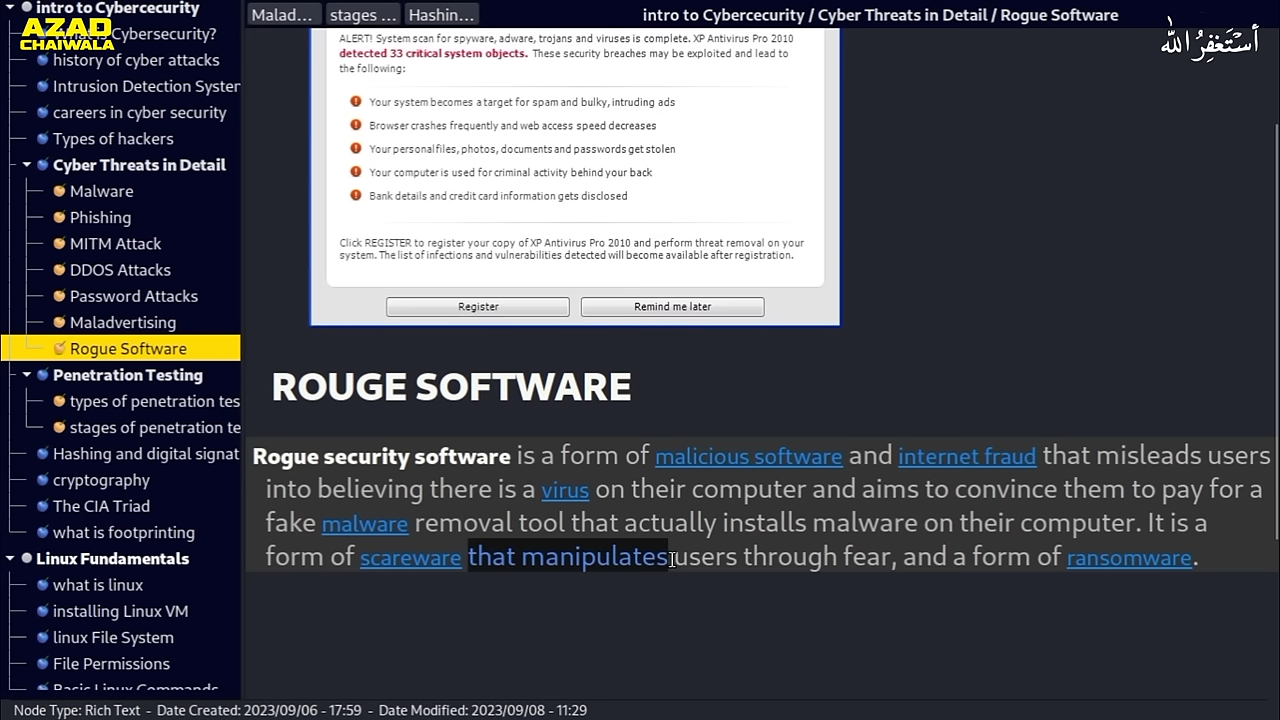 intro to Cybercecurity
AZAD
CHAIWALA
What is Cybersecurity?
history of cyber attacks
Intrusion Detection Syster
careers in cyber security
Types of hackers
Cyber Threats in Detail
Malware
Phishing
MITM Attack
DDOS Attacks
Password Attacks
Maladvertising
Rogue Software
Penetration Testing
types of penetration tes
stages of penetration te
Hashing and digital signat
cryptography
The CIA Triad
what is footprinting
Linux Fundamentals
what is linux
installing Linux VM
linux File System
File Permissions
Basic Linux Commands
Malad... stages ... Hashin...
intro to Cybercecurity / Cyber Threats in Detail / Rogue Software
أستغفر الله
ALERT! System scan for spyware, adware, trojans and viruses is complete. XP Antivirus Pro 2010
detected 33 critical system objects. These security breaches may be exploited and lead to
the following:
Your system becomes a target for spam and bulky, intruding ads
Browser crashes frequently and web access speed decreases
Your personal files, photos, documents and passwords get stolen
Your computer is used for criminal activity behind your back
Bank details and credit card information gets disclosed
Click REGISTER to register your copy of XP Antivirus Pro 2010 and perform threat removal on your
system. The list of infections and vulnerabilities detected will become available after registration.
Register
Remind me later
ROUGE SOFTWARE
Rogue security software is a form of malicious software and internet fraud that misleads users
into believing there is a virus on their computer and aims to convince them to pay for a
fake malware removal tool that actually installs malware on their computer. It is a
form of scareware that manipulates users through fear, and a form of ransomware.
Node Type: Rich Text - Date Created: 2023/09/06 - 17:59 - Date Modified: 2023/09/08 - 11:29